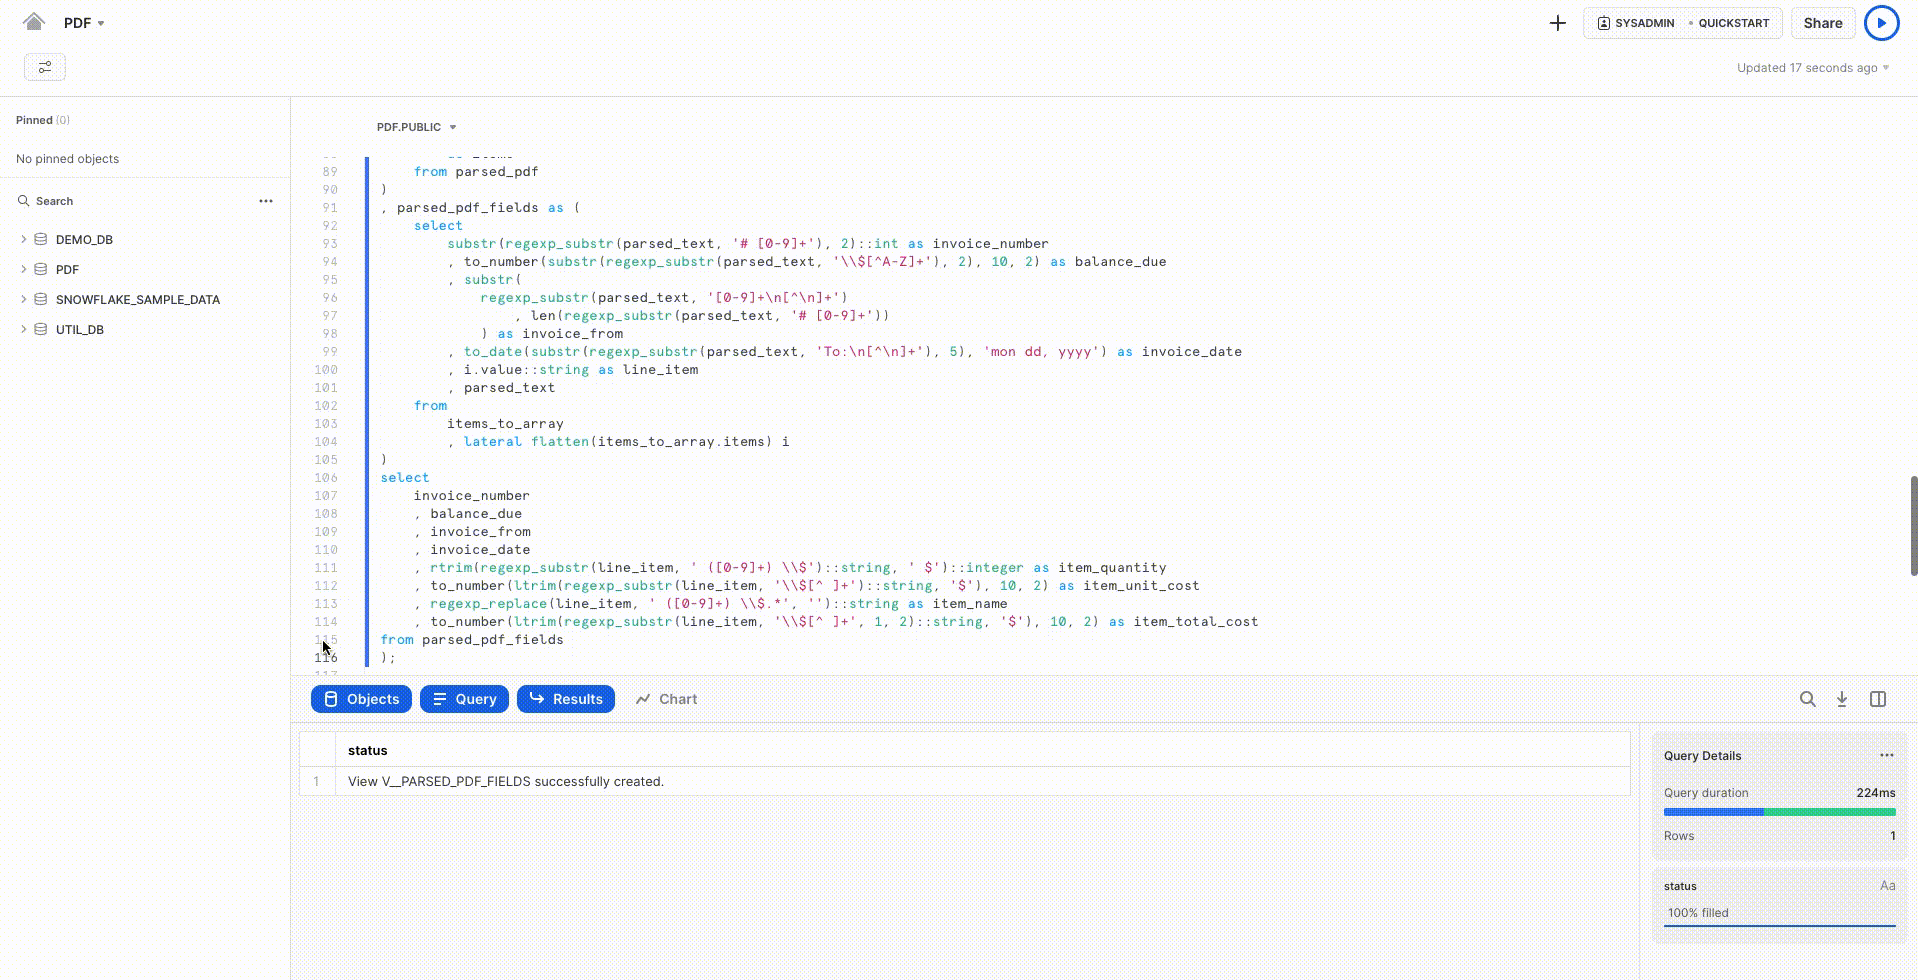 PDF
SYSADMIN • QUICKSTART
Share
Updated 17 seconds ago
Pinned (0)
No pinned objects
Search
DEMO_DB
PDF
SNOWFLAKE_SAMPLE_DATA
UTIL_DB
PDF.PUBLIC
89 from parsed_pdf
90 )
91 , parsed_pdf_fields as (
92 select
93 substr(regexp_substr(parsed_text, '# [0-9]+'), 2)::int as invoice_number
94 , to_number(substr(regexp_substr(parsed_text, '\\$[^A-Z]+'), 2), 10, 2) as balance_due
95 , substr(
96 regexp_substr(parsed_text, '[0-9]+\n[^\n]+')
97 , len(regexp_substr(parsed_text, '# [0-9]+'))
98 ) as invoice_from
99 , to_date(substr(regexp_substr(parsed_text, 'To:\n[^\n]+'), 5), 'mon dd, yyyy') as invoice_date
100 , i.value::string as line_item
101 , parsed_text
102 from
103 items_to_array
104 , lateral flatten(items_to_array.items) i
105 )
106 select
107 invoice_number
108 , balance_due
109 , invoice_from
110 , invoice_date
111 , rtrim(regexp_substr(line_item, ' ([0-9]+) \\$')::string, ' $')::integer as item_quantity
112 , to_number(ltrim(regexp_substr(line_item, '\\$[^ ]+')::string, '$'), 10, 2) as item_unit_cost
113 , regexp_replace(line_item, ' ([0-9]+) \\$.*', '')::string as item_name
114 , to_number(ltrim(regexp_substr(line_item, '\\$[^ ]+', 1, 2)::string, '$'), 10, 2) as item_total_cost
115 from parsed_pdf_fields
116 );
Objects Query Results Chart
status
1 View V__PARSED_PDF_FIELDS successfully created.
Query Details
Query duration 224ms
Rows 1
status Aa
100% filled